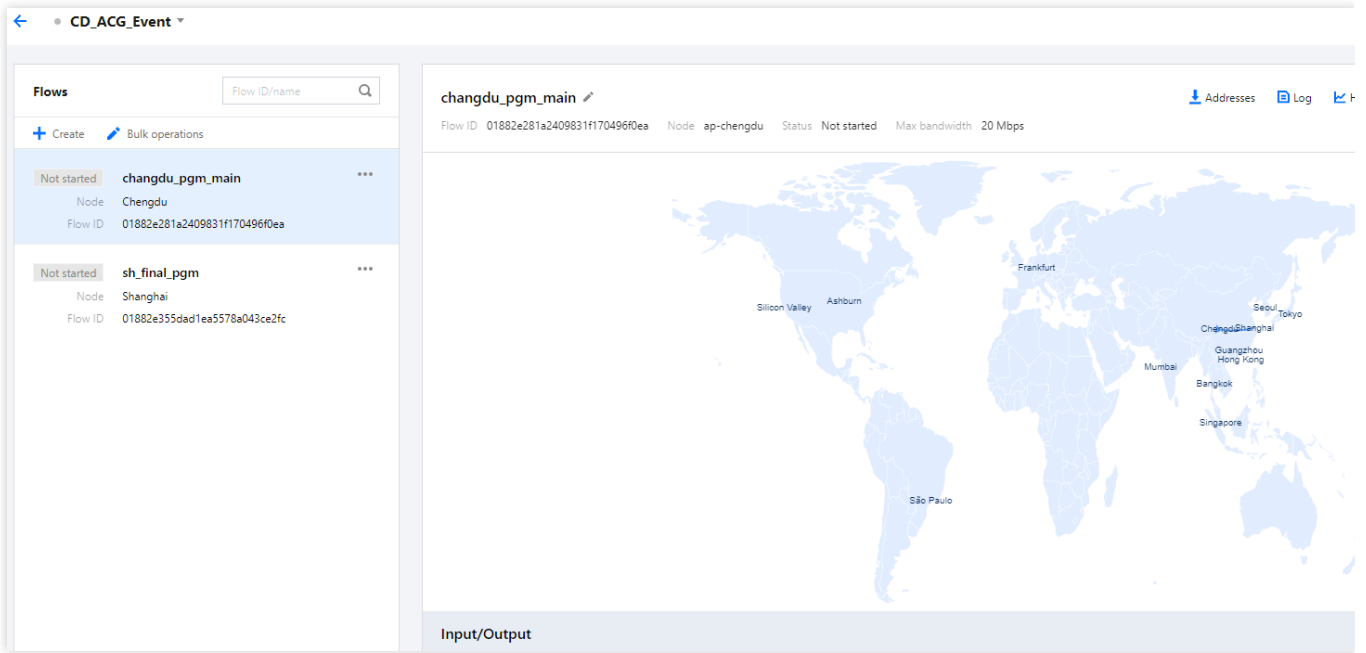 CD_ACG_Event
Flows
Flow ID/name
Create
Bulk operations
Not started changdu_pgm_main
Node Chengdu
Flow ID 01882e281a2409831f170496f0ea
Not started sh_final_pgm
Node Shanghai
Flow ID 01882e355dad1ea5578a043ce2fc
changdu_pgm_main
Addresses
Log
H
Flow ID 01882e281a2409831f170496f0ea Node ap-chengdu Status Not started Max bandwidth 20 Mbps
Frankfurt
Silicon Valley
Ashburn
Seoul
Tokyo
Chengdu
Shanghai
Guangzhou
Hong Kong
Mumbai
Bangkok
Singapore
São Paulo
Input/Output